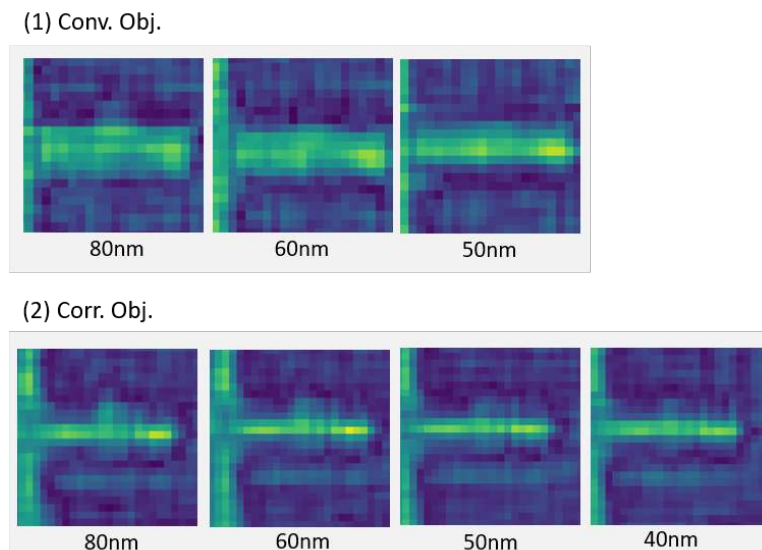 (1) Conv. Obj.
80nm
60nm
50nm
(2) Corr. Obj.
80nm
60nm
50nm
40nm